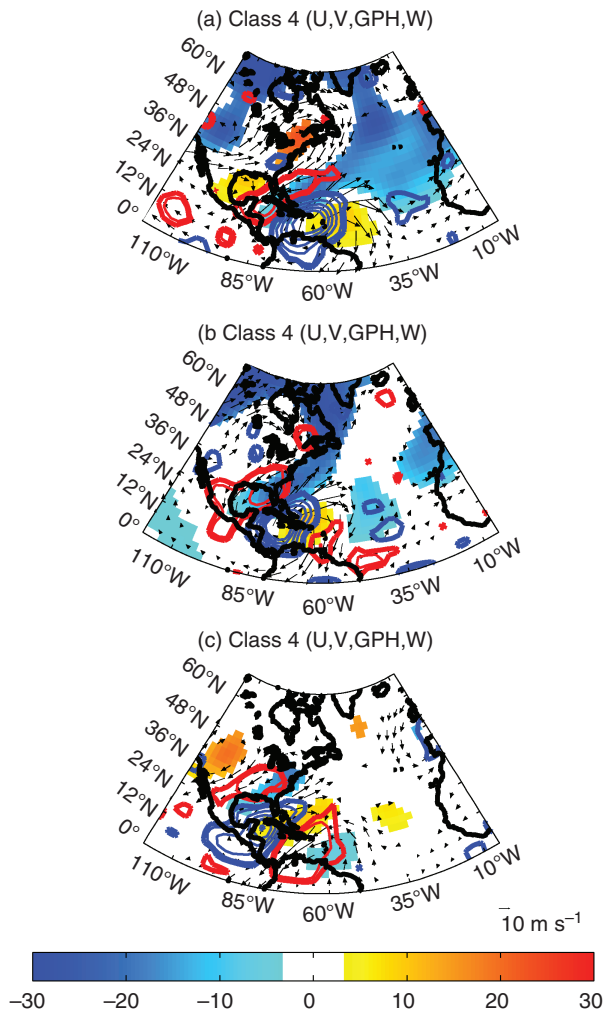 (a) Class 4 (U,V,GPH,W)
60°N
48°N
36°N
24°N
12°N
0°
110°W
85°W
60°W
35°W
10°W
(b Class 4 (U,V,GPH,W)
60°N
48°N
36°N
24°N
12°N
0°
110°W
85°W
60°W
35°W
10°W
(c) Class 4 (U,V,GPH,W)
60°N
48°N
36°N
24°N
12°N
0°
110°W
85°W
60°W
35°W
10°W
10 m s⁻¹
−30 −20 −10 0 10 20 30